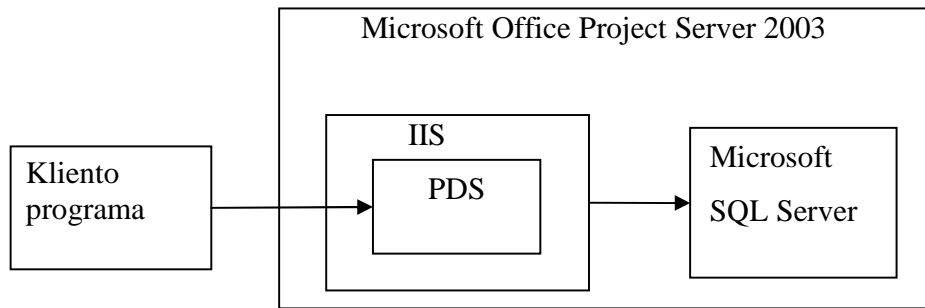 Microsoft Office Project Server 2003
IIS
PDS
Kliento
programa
Microsoft
SQL Server